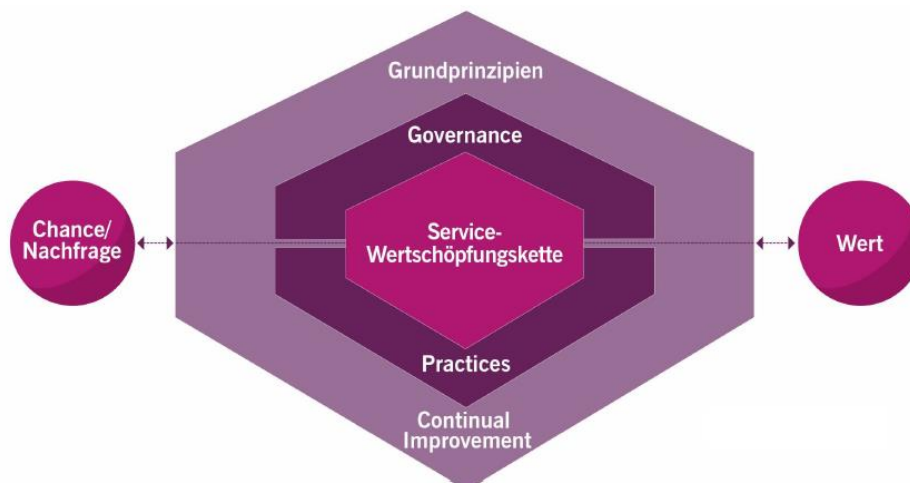 Grundprinzipien
Governance
Chance/
Nachfrage
Service-
Wertschöpfungskette
Wert
Practices
Continual
Improvement